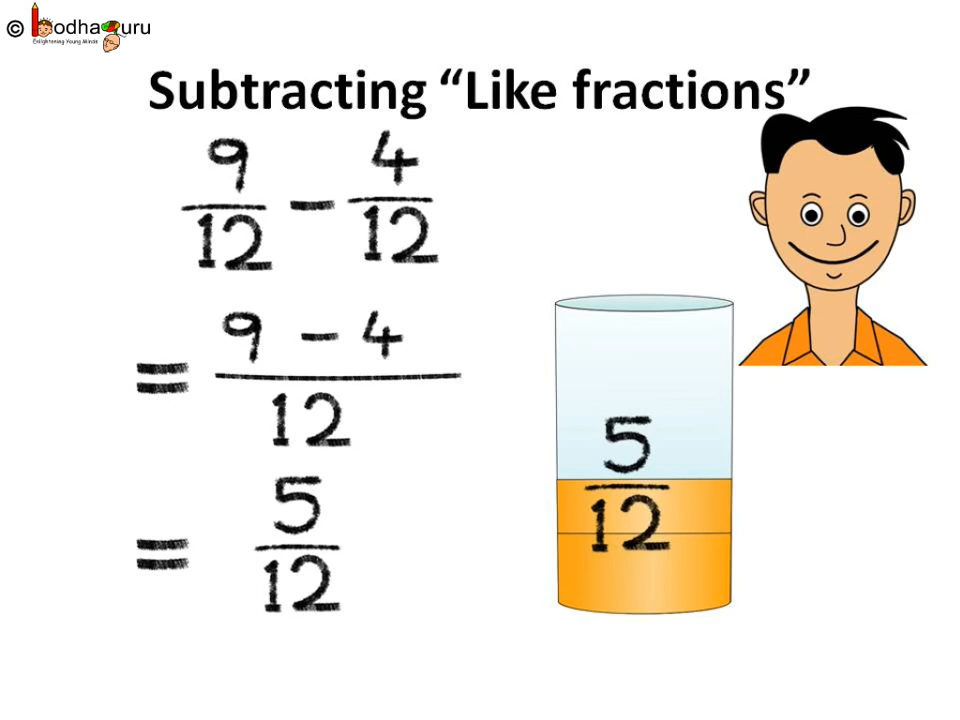 © BodhaGuru
Enlightening Young Minds
Subtracting “Like fractions”
9/12 - 4/12
= 9 - 4/12
= 5/12
5/12